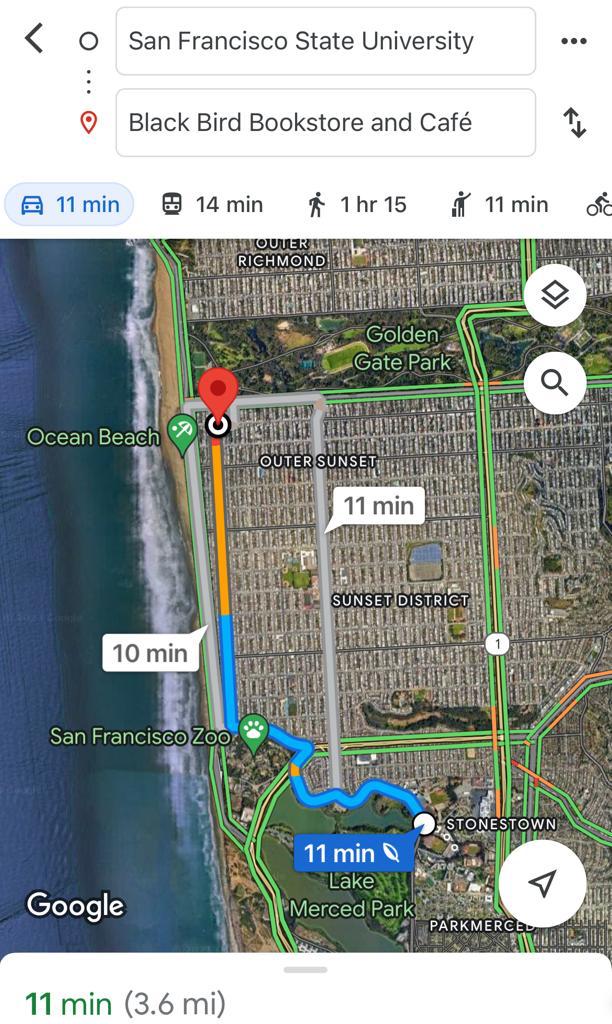 San Francisco State University
Black Bird Bookstore and Café
11 min
14 min
1 hr 15
11 min
OUTER
RICHMOND
Golden
Gate Park
Ocean Beach
OUTER SUNSET
11 min
SUNSET DISTRICT
1
10 min
San Francisco Zoo
STONESTOWN
11 min
Lake
Merced Park
Google
PARKMERCED
11 min (3.6 mi)